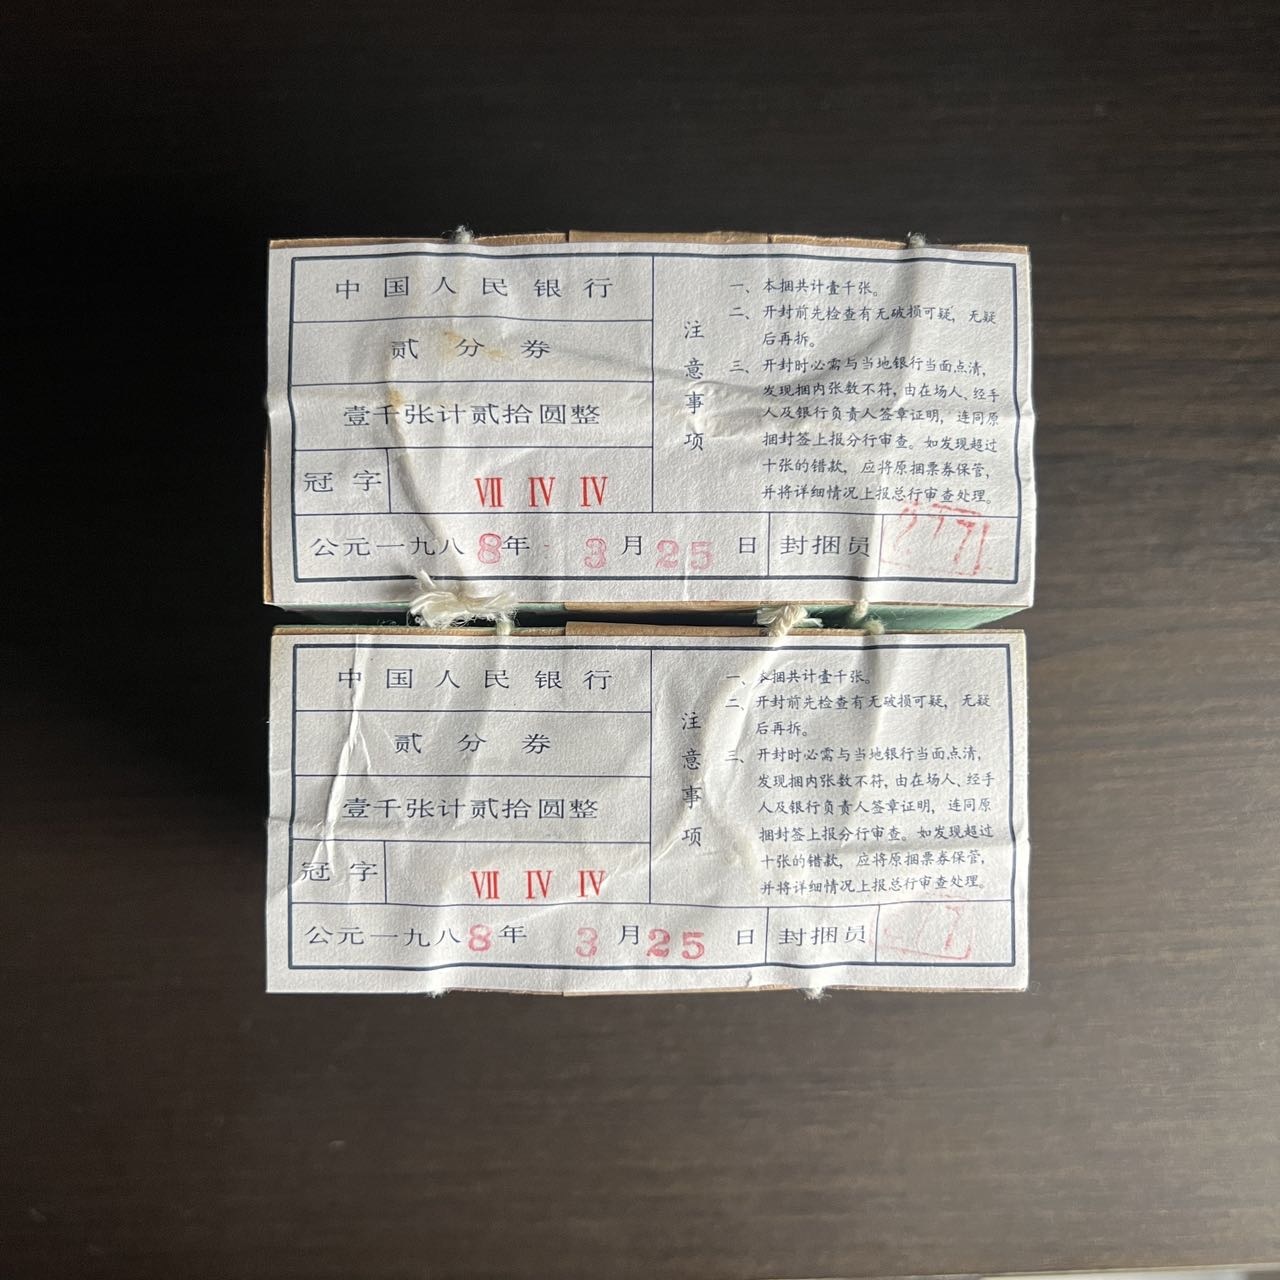 中国人民银行
贰分券
壹千张计贰拾圆整
冠字 Ⅶ Ⅳ Ⅳ
注意事项
一、本捆共计壹千张。
二、开封前先检查有无破损可疑，无疑
后再拆。
三、开封时必需与当地银行当面点清，
发现捆内张数不符，由在场人、经手
人及银行负责人签章证明，连同原
捆封签上报分行审查。如发现超过
十张的错款，应将原捆票券保管，
并将详细情况上报总行审查处理。
公元一九八8年 3月25日 封捆员
中国人民银行
贰分券
壹千张计贰拾圆整
冠字 Ⅶ Ⅳ Ⅳ
注意事项
一、本捆共计壹千张。
二、开封前先检查有无破损可疑，无疑
后再拆。
三、开封时必需与当地银行当面点清，
发现捆内张数不符，由在场人、经手
人及银行负责人签章证明，连同原
捆封签上报分行审查。如发现超过
十张的错款，应将原捆票券保管，
并将详细情况上报总行审查处理。
公元一九八8年 3月25日 封捆员